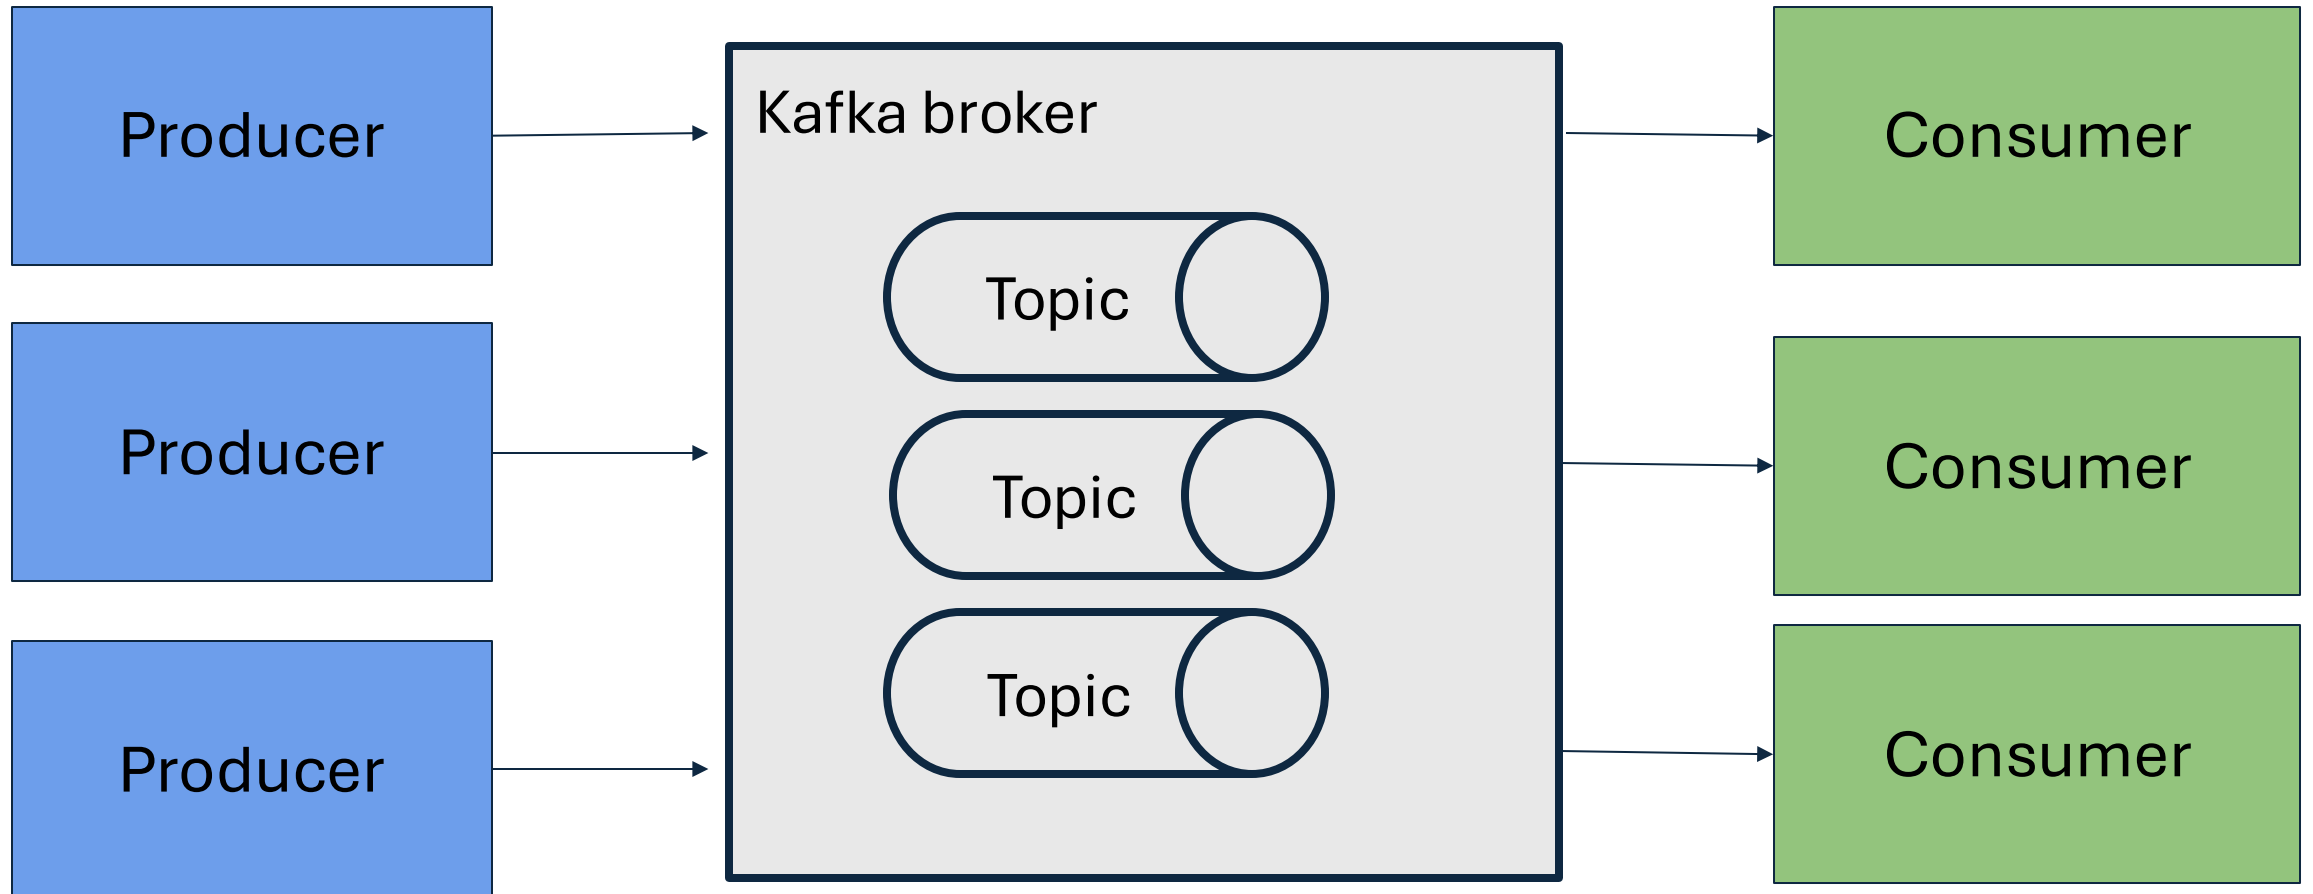 Producer
Producer
Producer
Kafka broker
Topic
Topic
Topic
Consumer
Consumer
Consumer